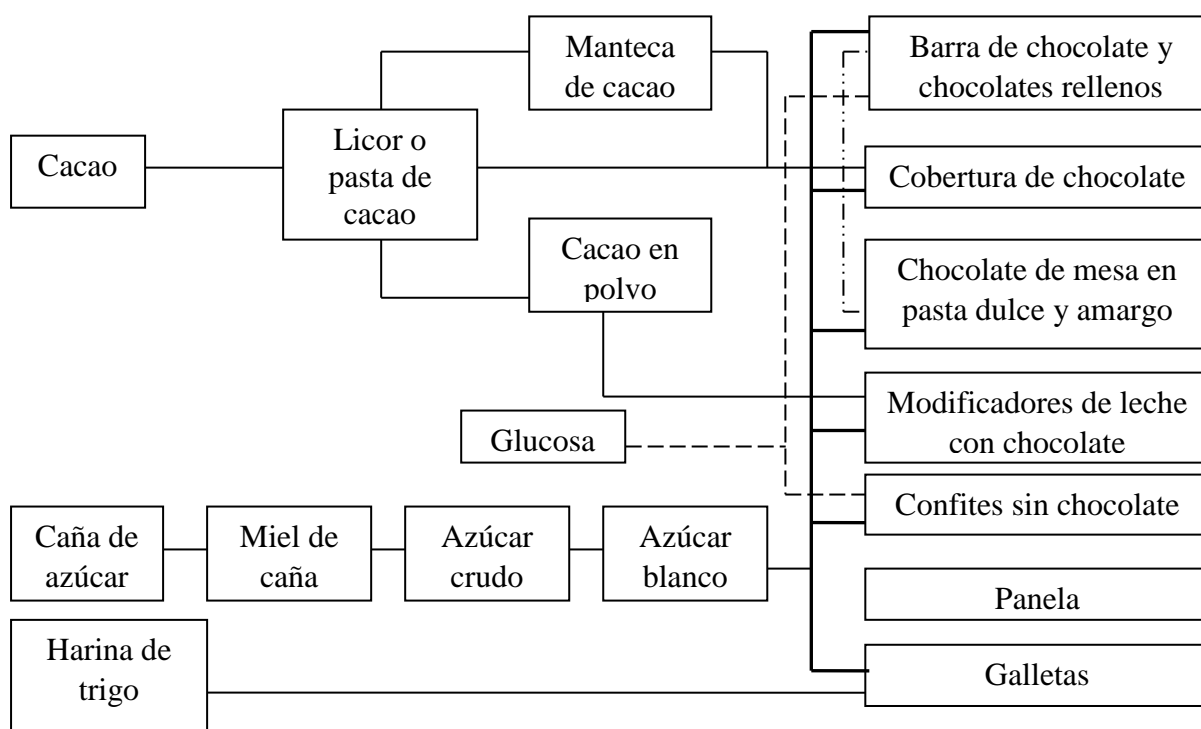 Manteca
de cacao
Barra de chocolate y
chocolates rellenos
Cacao
Licor o
pasta de
cacao
Cobertura de chocolate
Cacao en
polvo
Chocolate de mesa en
pasta dulce y amargo
Modificadores de leche
con chocolate
Glucosa
Confites sin chocolate
Caña de
azúcar
Miel de
caña
Azúcar
crudo
Azúcar
blanco
Panela
Harina de
trigo
Galletas